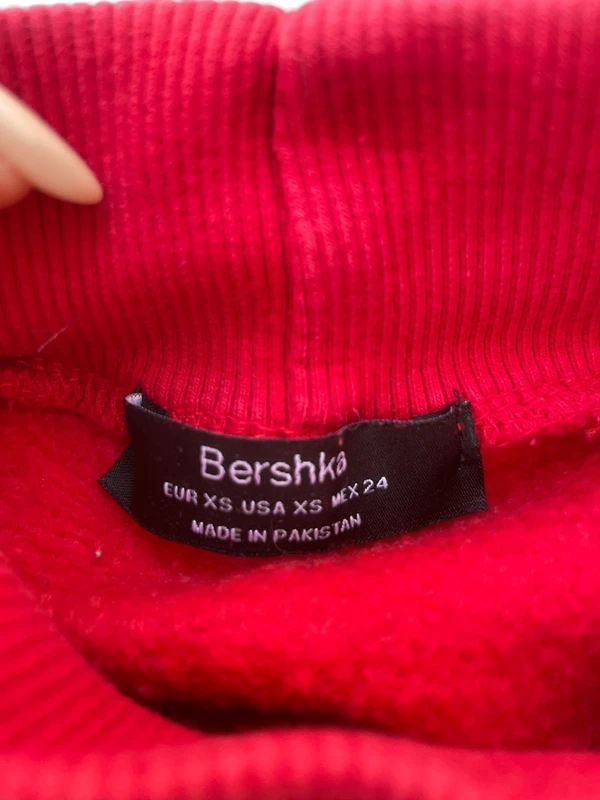 Bershka
EUR XS USA XS MEX 24
MADE IN PAKISTAN